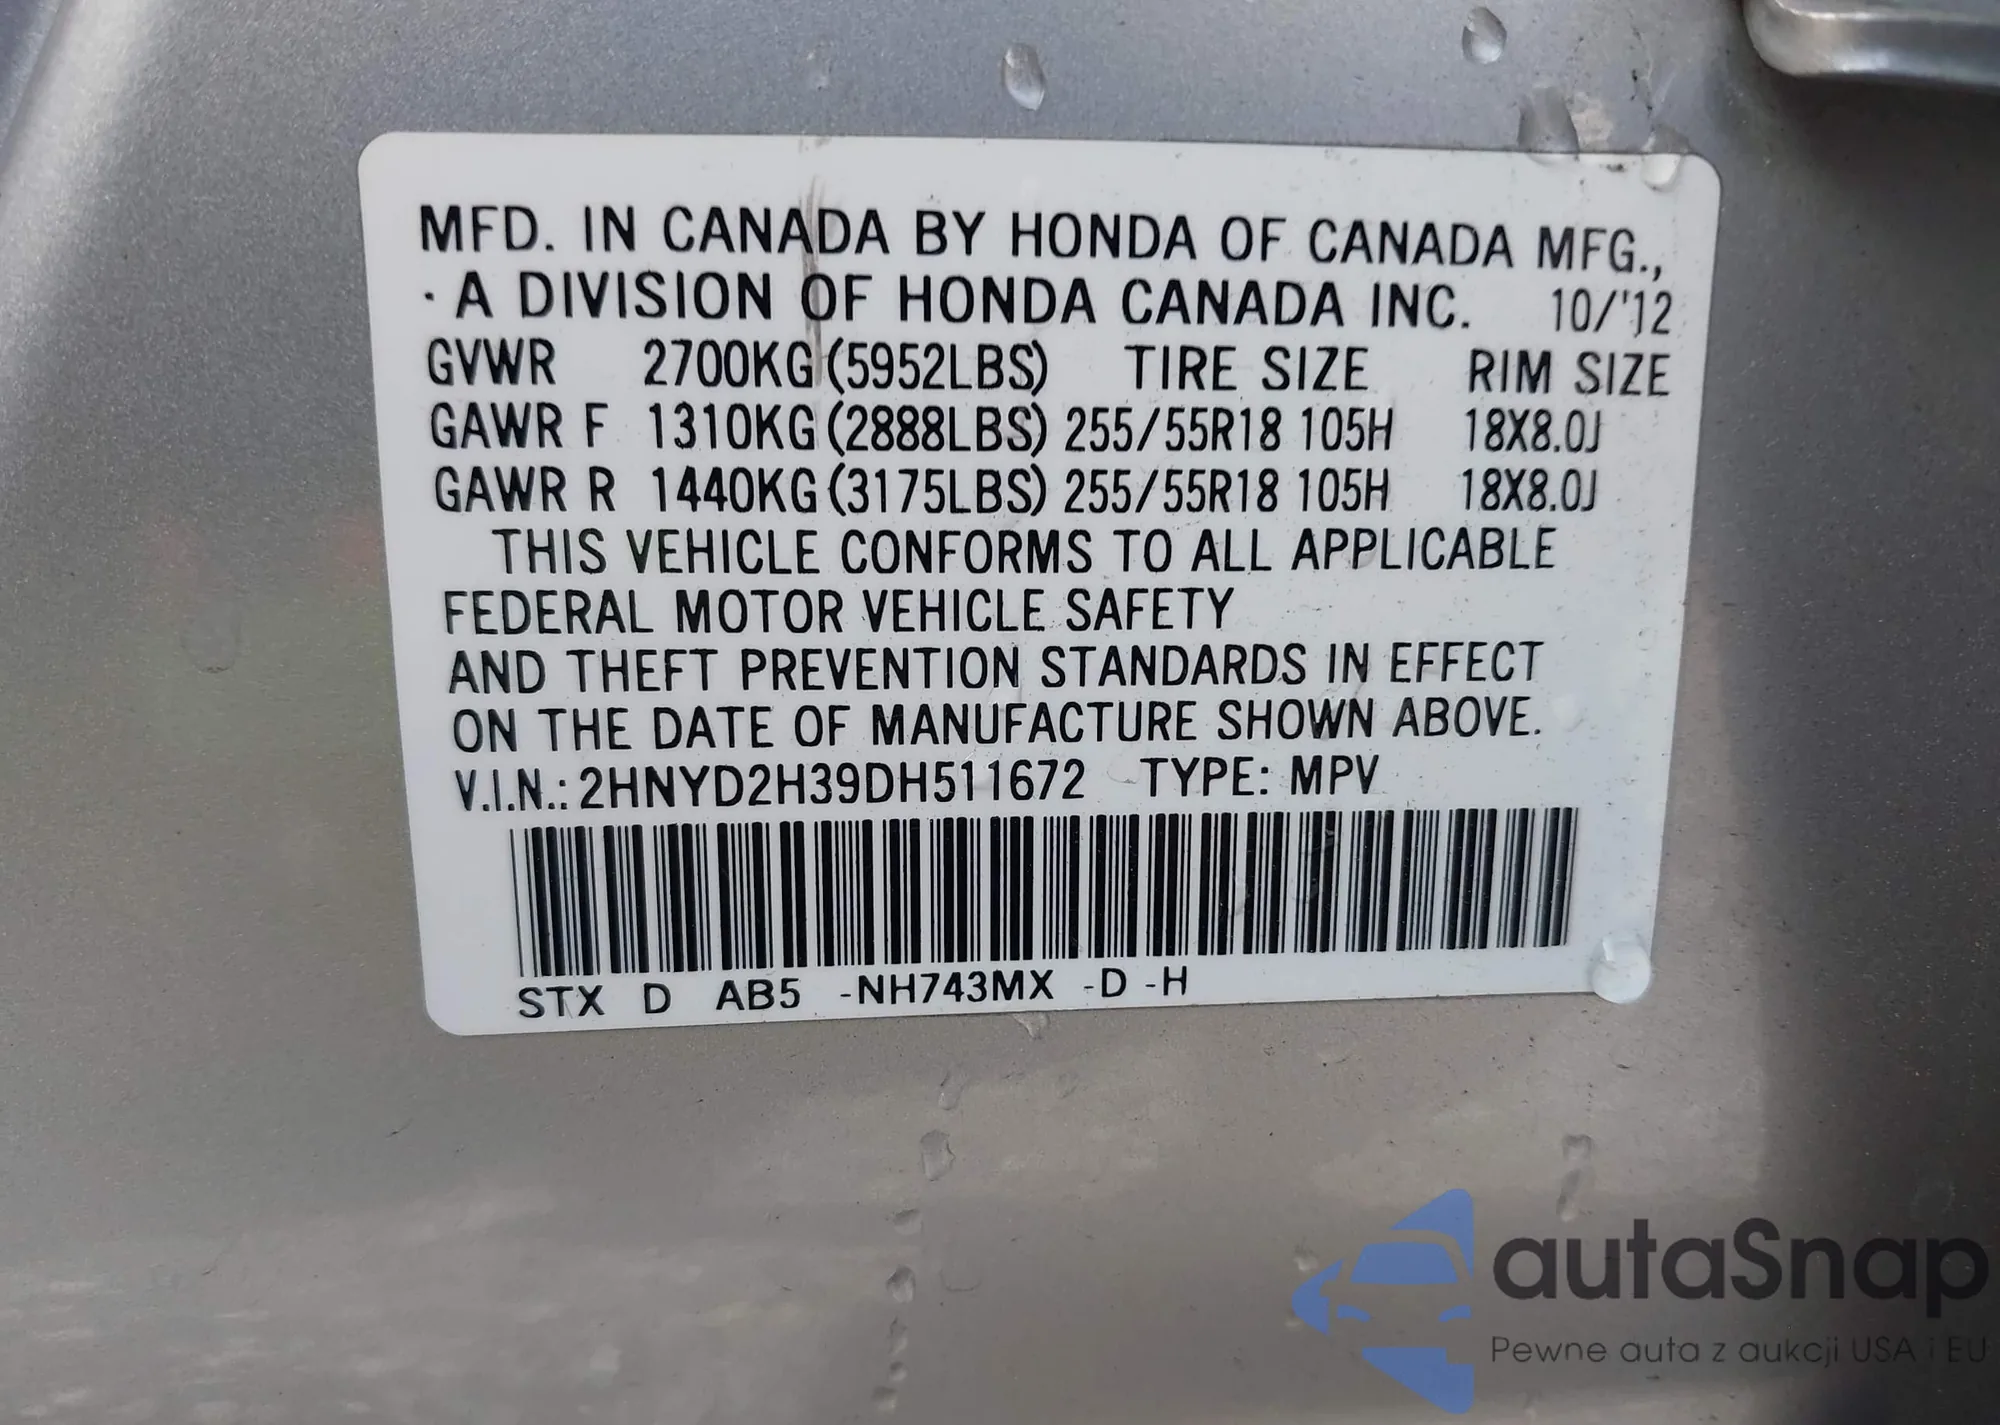 MFD. IN CANADA BY HONDA OF CANADA MFG.,
· A DIVISION OF HONDA CANADA INC. 10/'12
GVWR 2700KG (5952LBS) TIRE SIZE RIM SIZE
GAWR F 1310KG (2888LBS) 255/55R18 105H 18X8.0J
GAWR R 1440KG (3175LBS) 255/55R18 105H 18X8.0J
THIS VEHICLE CONFORMS TO ALL APPLICABLE
FEDERAL MOTOR VEHICLE SAFETY
AND THEFT PREVENTION STANDARDS IN EFFECT
ON THE DATE OF MANUFACTURE SHOWN ABOVE.
V.I.N.: 2HNYD2H39DH511672 TYPE: MPV
STX D AB5 -NH743MX -D -H
autaSnap
Pewne auta z aukcji USA i EU